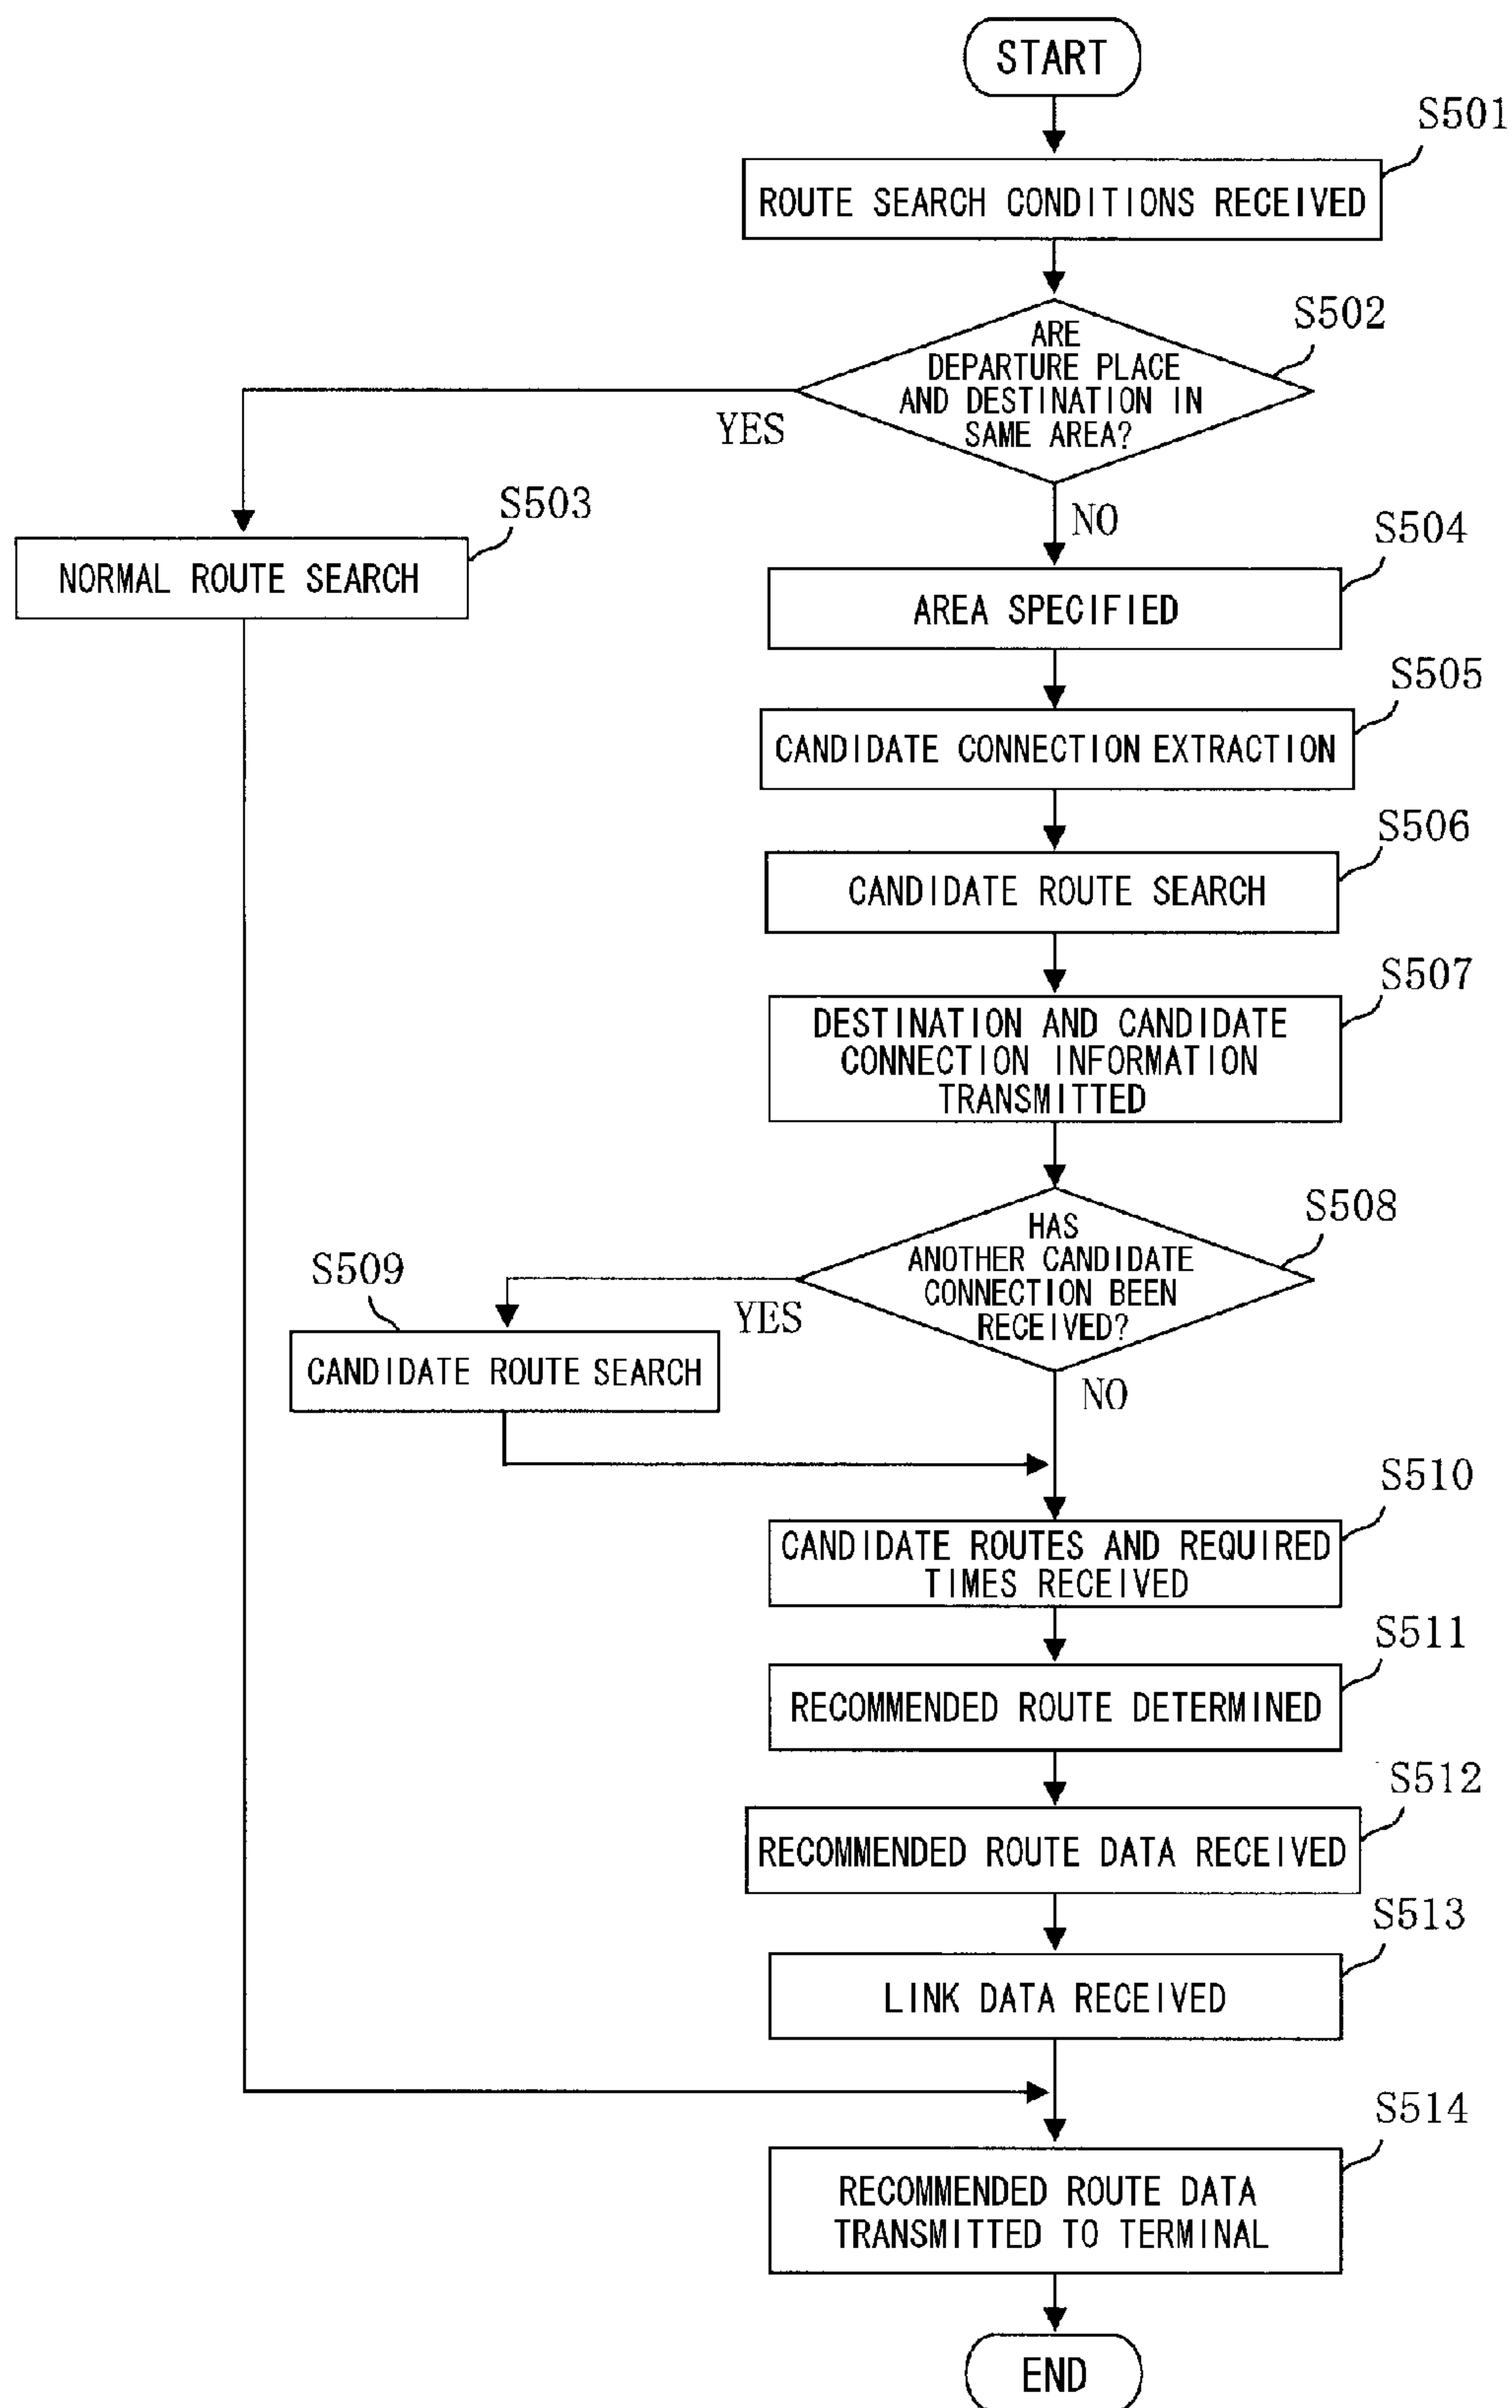 START
S501
ROUTE SEARCH CONDITIONS RECEIVED
S502
ARE
DEPARTURE PLACE
AND DESTINATION IN
SAME AREA?
YES
NO
S503
NORMAL ROUTE SEARCH
S504
AREA SPECIFIED
S505
CANDIDATE CONNECTION EXTRACTION
S506
CANDIDATE ROUTE SEARCH
S507
DESTINATION AND CANDIDATE
CONNECTION INFORMATION
TRANSMITTED
S508
HAS
ANOTHER CANDIDATE
CONNECTION BEEN
RECEIVED?
YES
NO
S509
CANDIDATE ROUTE SEARCH
S510
CANDIDATE ROUTES AND REQUIRED
TIMES RECEIVED
S511
RECOMMENDED ROUTE DETERMINED
S512
RECOMMENDED ROUTE DATA RECEIVED
S513
LINK DATA RECEIVED
S514
RECOMMENDED ROUTE DATA
TRANSMITTED TO TERMINAL
END